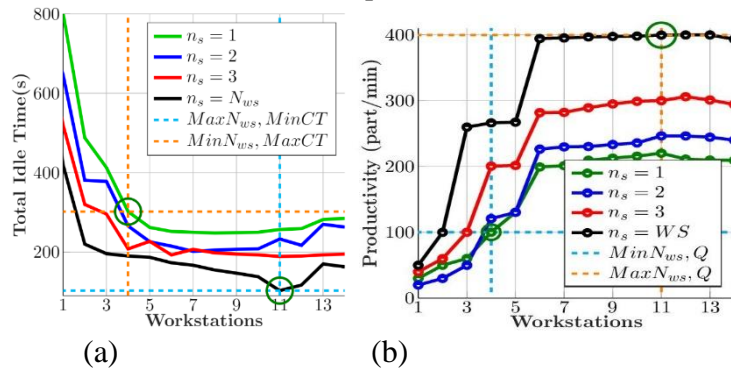 800
600
400
200
Total Idle Time(s)
1 3 5 7 9 11 13
Workstations
n_s = 1
n_s = 2
n_s = 3
n_s = N_ws
MaxN_ws, MinCT
MinN_ws, MaxCT
(a)
b)
400
300
200
100
0
Productivity (part/min)
1 3 5 7 9 11 13
Workstations
n_s = 1
n_s = 2
n_s = 3
n_s = WS
MinN_ws, Q
MaxN_ws, Q
(b)